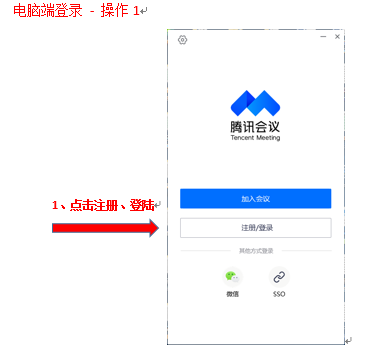 电脑端登录 - 操作 1
腾讯会议
Tencent Meeting
加入会议
1、点击注册、登陆
注册/登录
其他方式登录
微信
SSO